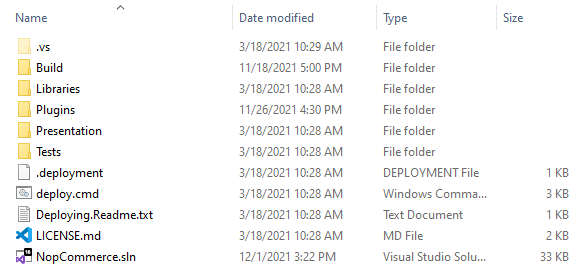 Name Date modified Type Size
.vs 3/18/2021 10:29 AM File folder
Build 11/18/2021 5:00 PM File folder
Libraries 3/18/2021 10:28 AM File folder
Plugins 11/26/2021 4:30 PM File folder
Presentation 3/18/2021 10:28 AM File folder
Tests 3/18/2021 10:28 AM File folder
.deployment 3/18/2021 10:28 AM DEPLOYMENT File 1 KB
deploy.cmd 3/18/2021 10:28 AM Windows Comma... 3 KB
Deploying.Readme.txt 3/18/2021 10:28 AM Text Document 1 KB
LICENSE.md 3/18/2021 10:28 AM MD File 2 KB
NopCommerce.sln 12/1/2021 3:22 PM Visual Studio Solu... 33 KB